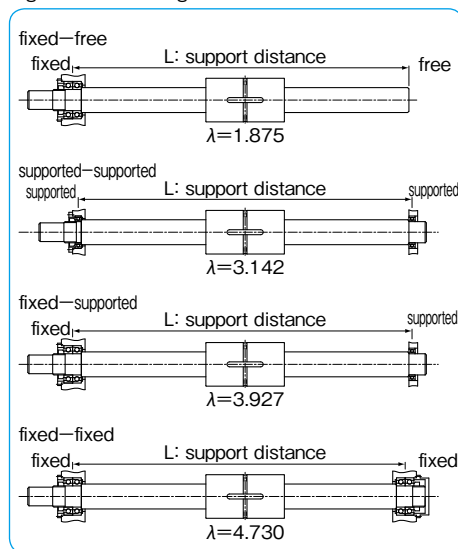 fixed−free
L: support distance
fixed
free
λ=1.875
supported−supported
L: support distance
supported
supported
λ=3.142
fixed−supported
L: support distance
fixed
supported
λ=3.927
fixed−fixed
L: support distance
fixed
fixed
λ=4.730